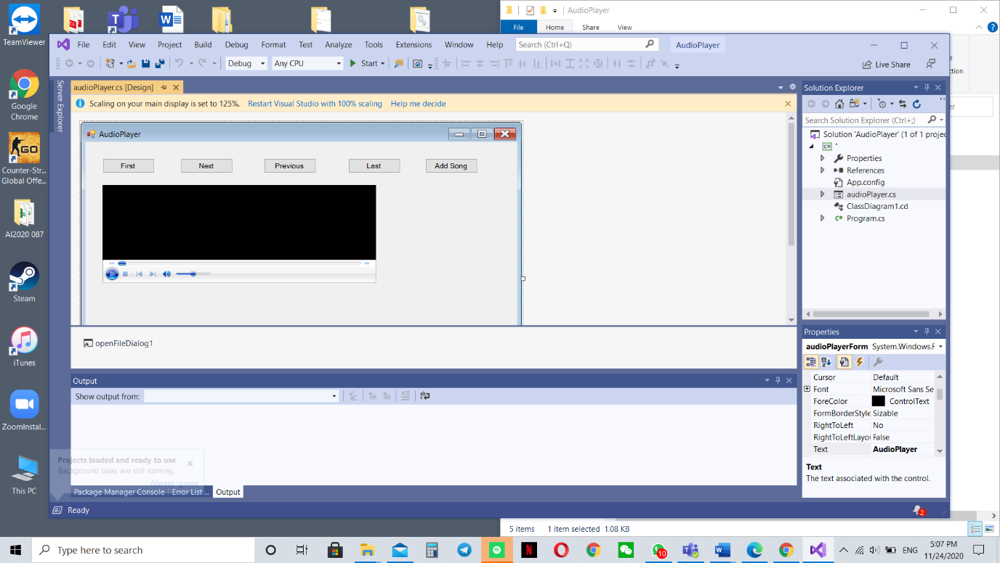 AudioPlayer
File Home Share View
TeamViewer
Google
Chrome
Counter-Str...
Global Offe...
AI2020 087
Steam
iTunes
ZoomInstal...
This PC
File Edit View Project Build Debug Format Test Analyze Tools Extensions Window Help Search (Ctrl+Q) AudioPlayer
Debug Any CPU Start Live Share
Server Explorer
audioPlayer.cs [Design]
Scaling on your main display is set to 125%. Restart Visual Studio with 100% scaling Help me decide
AudioPlayer
First Next Previous Last Add Song
openFileDialog1
Output
Show output from:
Projects loaded and ready to use
Background tasks are still running.
Always ignore
Package Manager Console Error List ... Output
Ready
2
Solution Explorer
Search Solution Explorer (Ctrl+;)
Solution 'AudioPlayer' (1 of 1 projec
C# '
Properties
References
App.config
audioPlayer.cs
ClassDiagram1.cd
C# Program.cs
Properties
audioPlayerForm System.Windows.F
Cursor Default
Font Microsoft Sans Se
ForeColor ControlText
FormBorderStyle Sizable
RightToLeft No
RightToLeftLayou False
Text AudioPlayer
Text
The text associated with the control.
5 items 1 item selected 1.08 KB
Type here to search
10
ENG
5:07 PM
11/24/2020